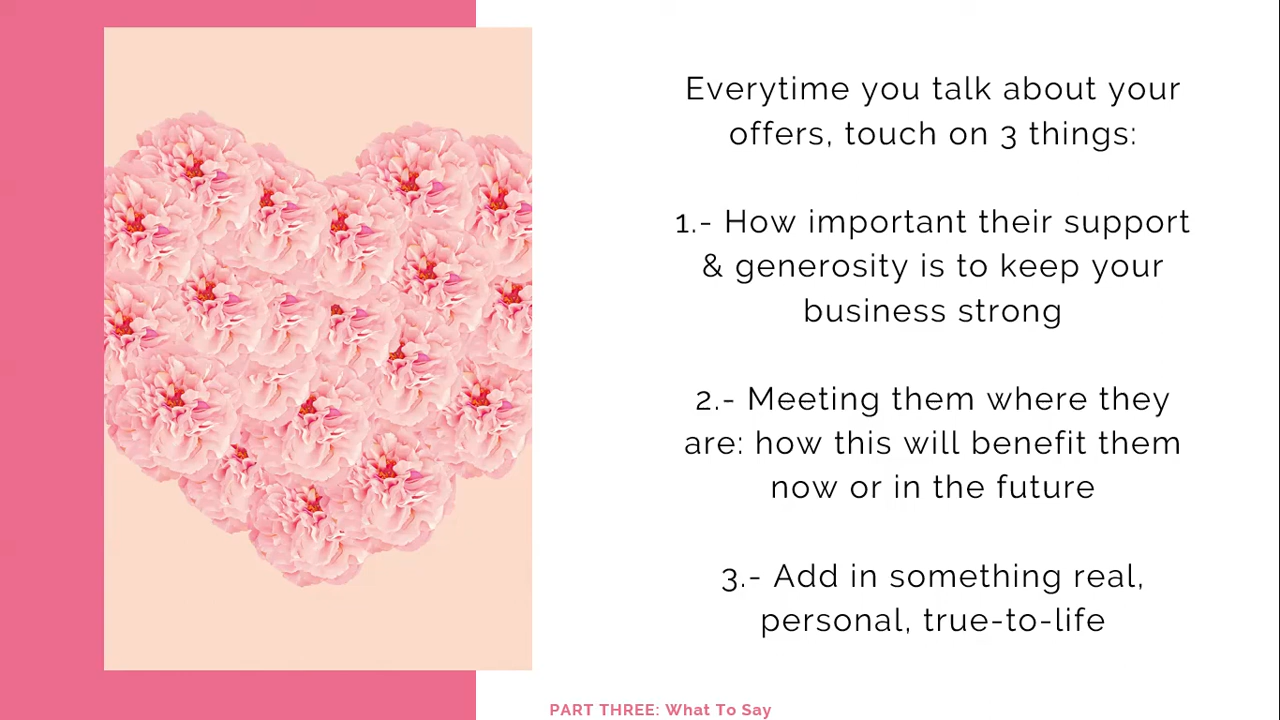 Everytime you talk about your
offers, touch on 3 things:
1.- How important their support
& generosity is to keep your
business strong
2.- Meeting them where they
are: how this will benefit them
now or in the future
3.- Add in something real,
personal, true-to-life
PART THREE: What To Say